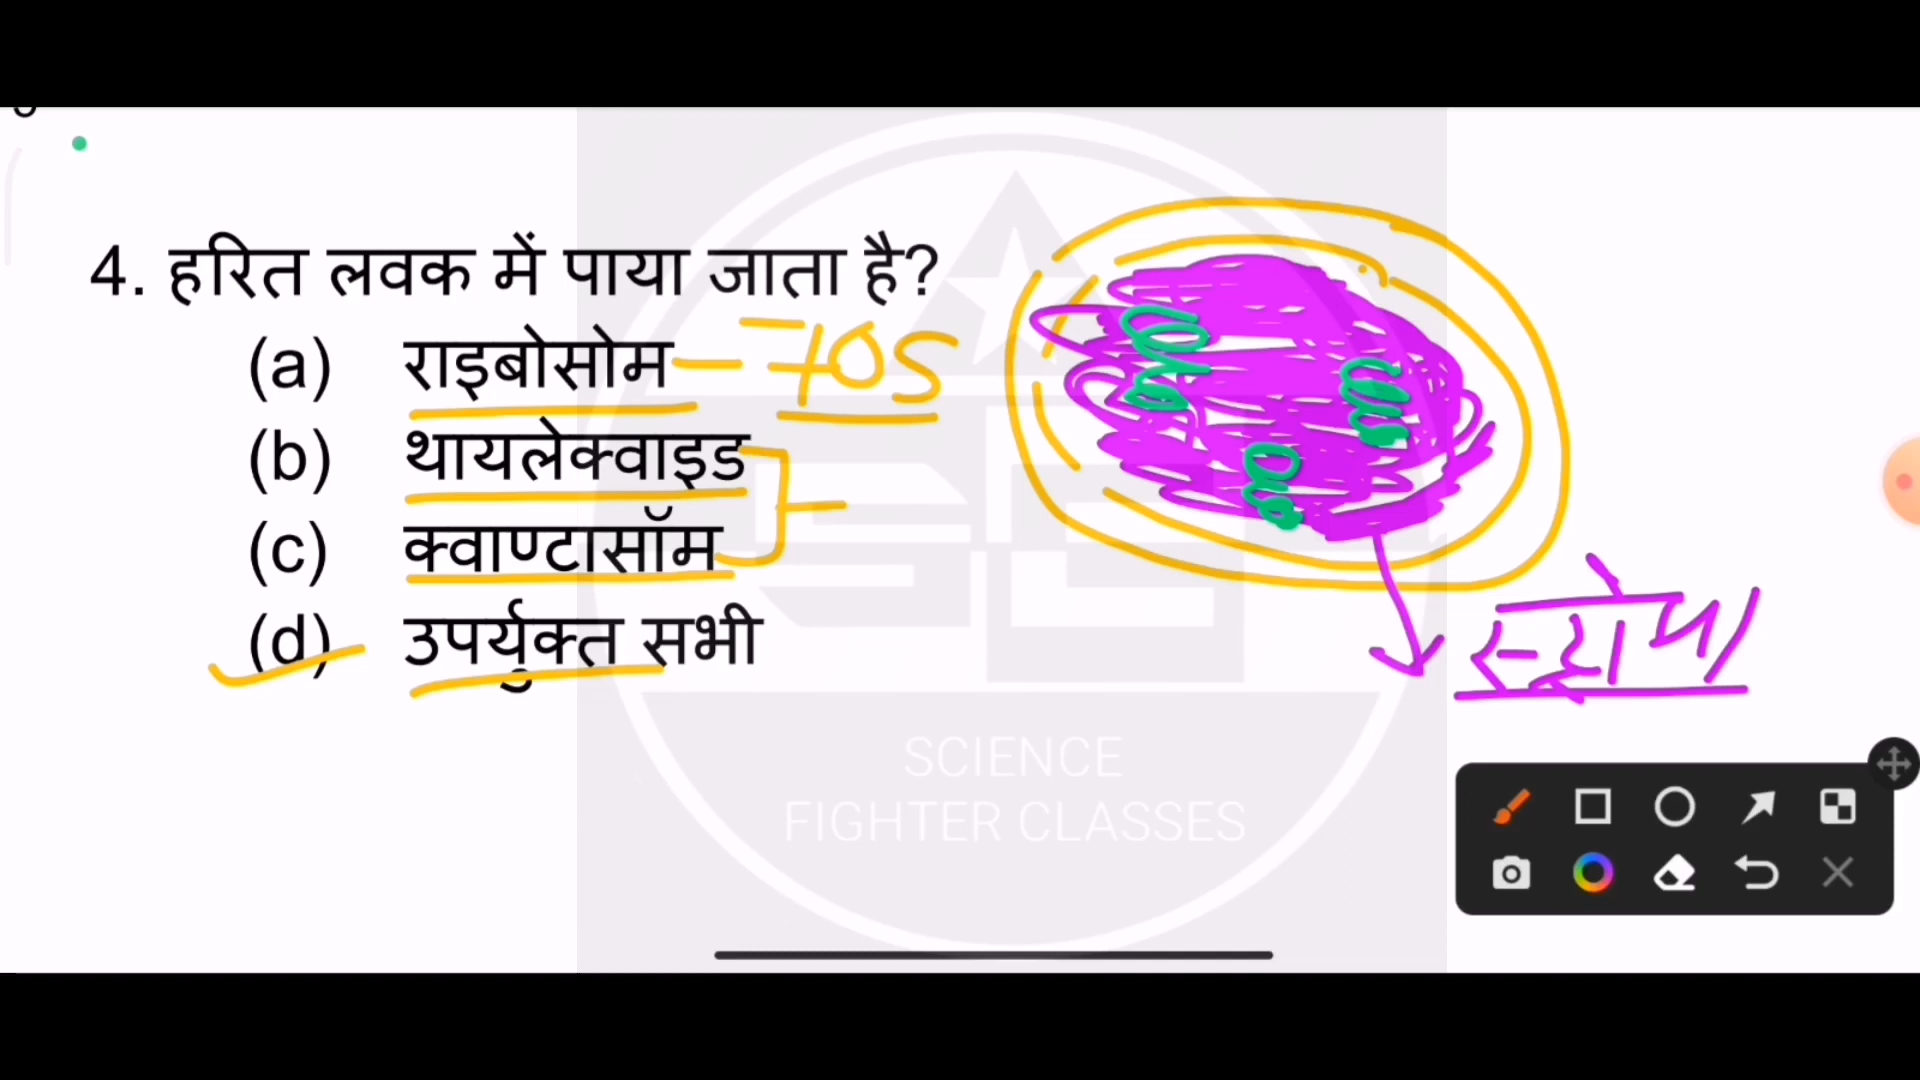 4. हरित लवक में पाया जाता है?
(a) राइबोसोम - 70S
(b) थायलेक्वाइड
(c) क्वाण्टासॉम
(d) उपर्युक्त सभी
SCIENCE
FIGHTER CLASSES